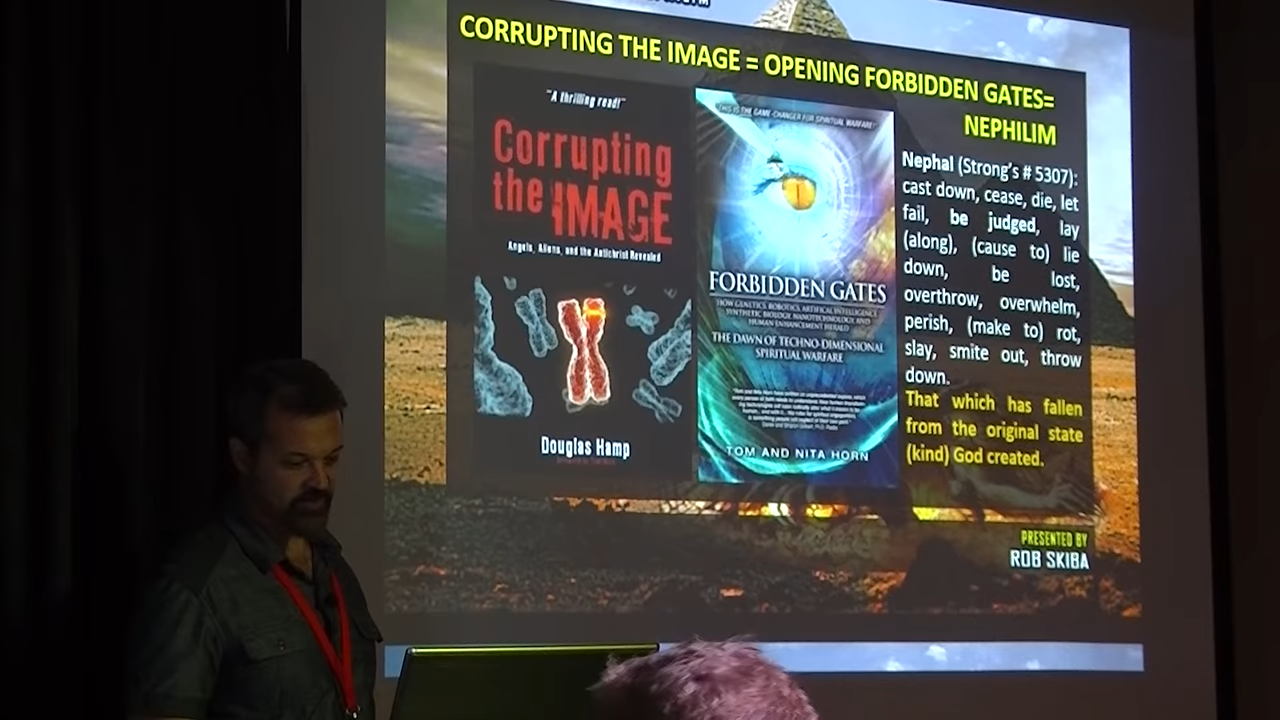 CORRUPTING THE IMAGE = OPENING FORBIDDEN GATES=
NEPHILIM
"A thrilling read!"
Corrupting
the IMAGE
Angels, Aliens, and the Antichrist Revealed
Douglas Hamp
THIS IS THE GAME-CHANGER FOR SPIRITUAL WARFARE!
FORBIDDEN GATES
HOW GENETICS, ROBOTICS, ARTIFICIAL INTELLIGENCE,
SYNTHETIC BIOLOGY, NANOTECHNOLOGY, AND
HUMAN ENHANCEMENT HERALD
THE DAWN OF TECHNO-DIMENSIONAL
SPIRITUAL WARFARE
TOM AND NITA HORN
Nephal (Strong's # 5307):
cast down, cease, die, let
fail, be judged, lay
(along), (cause to) lie
down, be lost,
overthrow, overwhelm,
perish, (make to) rot,
slay, smite out, throw
down.
That which has fallen
from the original state
(kind) God created.
PRESENTED BY
ROB SKIBA